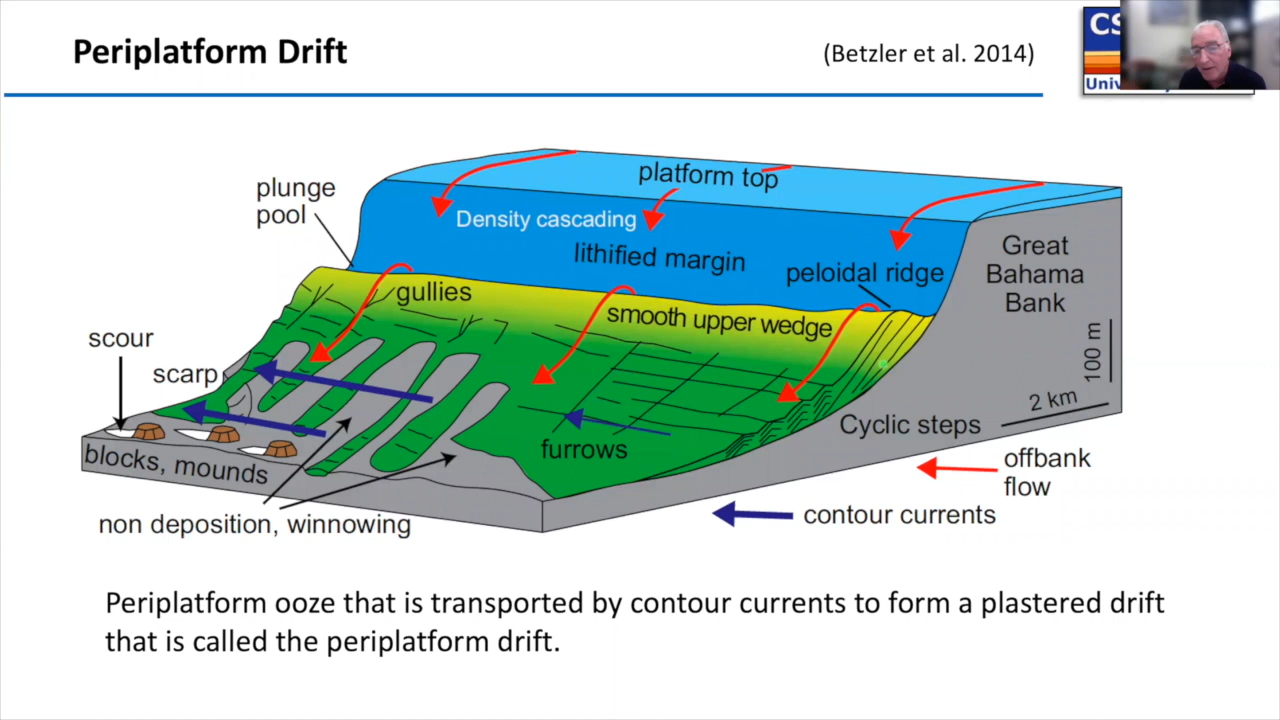 Periplatform Drift
(Betzler et al. 2014)
CS
Univ
platform top
plunge
pool
Density cascading
lithified margin
Great
Bahama
Bank
peloidal ridge
gullies
smooth upper wedge
100 m
scour
scarp
2 km
Cyclic steps
furrows
blocks, mounds
offbank
flow
non deposition, winnowing
contour currents
Periplatform ooze that is transported by contour currents to form a plastered drift
that is called the periplatform drift.